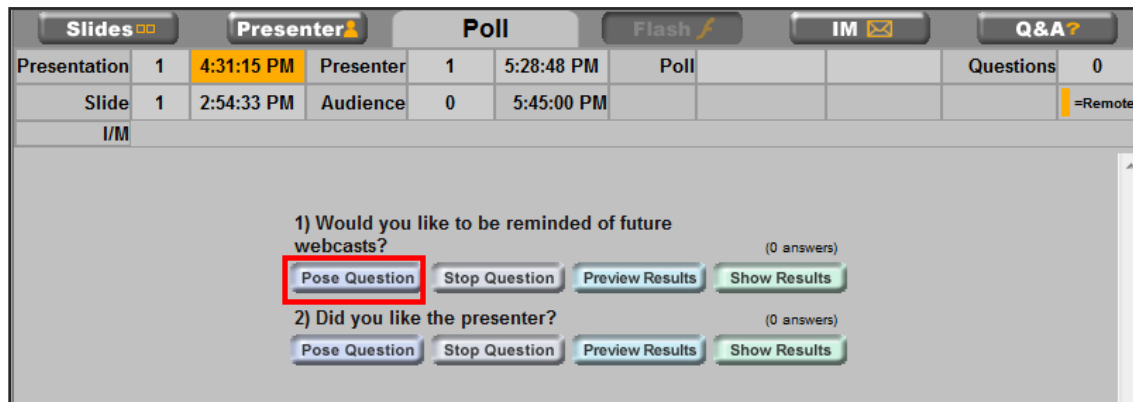 Slides Presenter Poll Flash IM Q&A?
Presentation 1 4:31:15 PM Presenter 1 5:28:48 PM Poll Questions 0
Slide 1 2:54:33 PM Audience 0 5:45:00 PM =Remote
I/M
1) Would you like to be reminded of future
webcasts? (0 answers)
Pose Question Stop Question Preview Results Show Results
2) Did you like the presenter? (0 answers)
Pose Question Stop Question Preview Results Show Results